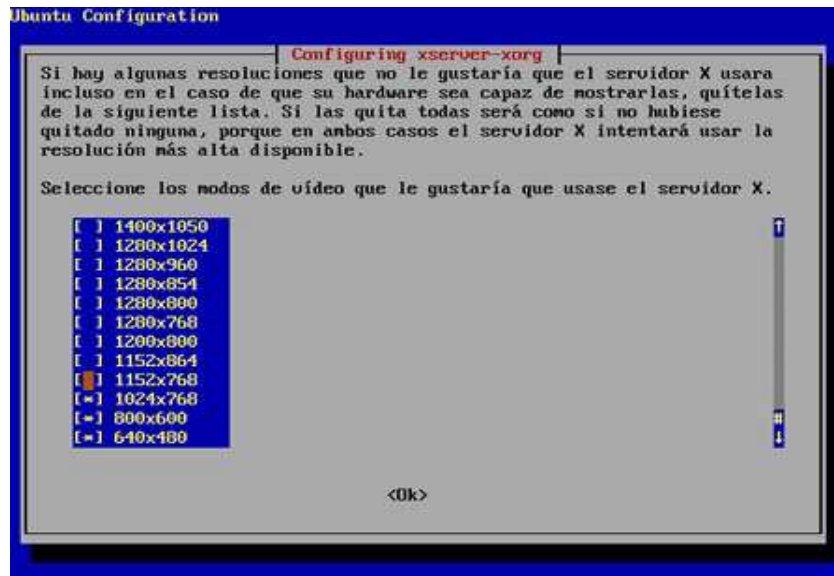 Ubuntu Configuration
Configuring xserver-xorg
Si hay algunas resoluciones que no le gustaría que el servidor X usara
incluso en el caso de que su hardware sea capaz de mostrarlas, quítelas
de la siguiente lista. Si las quita todas será como si no hubiese
quitado ninguna, porque en ambos casos el servidor X intentará usar la
resolución más alta disponible.
Seleccione los modos de vídeo que le gustaría que usase el servidor X.
[ ] 1400x1050
[ ] 1280x1024
[ ] 1280x960
[ ] 1280x854
[ ] 1280x800
[ ] 1280x768
[ ] 1200x800
[ ] 1152x864
[ ] 1152x768
[*] 1024x768
[*] 800x600
[*] 640x480
<Ok>